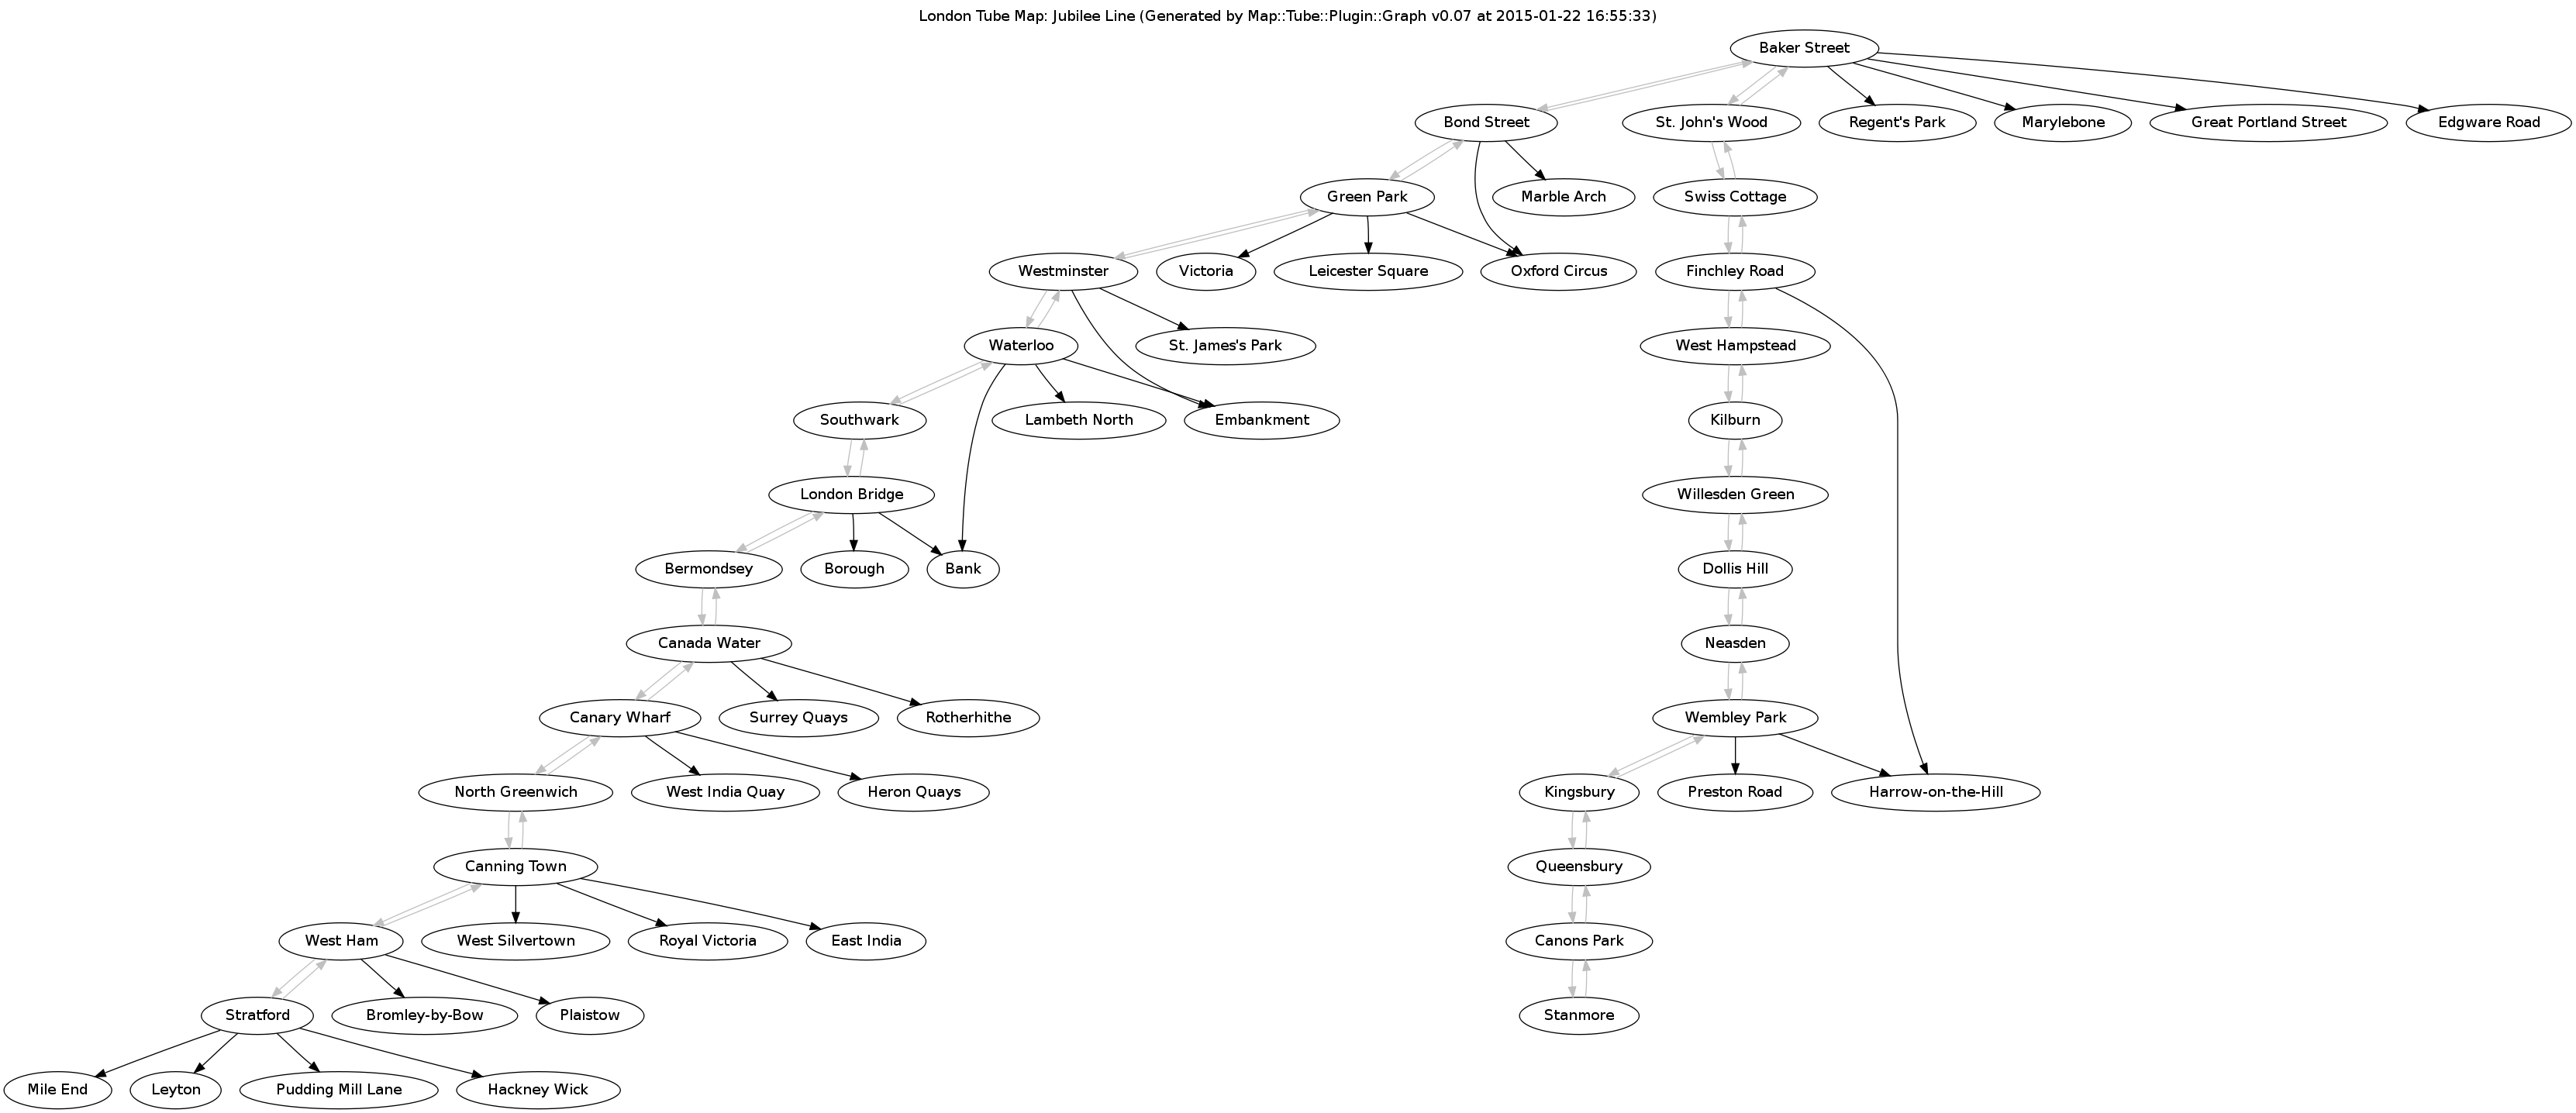 London Tube Map: Jubilee Line (Generated by Map::Tube::Plugin::Graph v0.07 at 2015-01-22 16:55:33)
Baker Street
Bond Street
St. John's Wood
Regent's Park
Marylebone
Great Portland Street
Edgware Road
Green Park
Marble Arch
Swiss Cottage
Westminster
Victoria
Leicester Square
Oxford Circus
Finchley Road
Waterloo
St. James's Park
West Hampstead
Southwark
Lambeth North
Embankment
Kilburn
London Bridge
Willesden Green
Bermondsey
Borough
Bank
Dollis Hill
Canada Water
Neasden
Canary Wharf
Surrey Quays
Rotherhithe
Wembley Park
North Greenwich
West India Quay
Heron Quays
Kingsbury
Preston Road
Harrow-on-the-Hill
Canning Town
Queensbury
West Ham
West Silvertown
Royal Victoria
East India
Canons Park
Stratford
Bromley-by-Bow
Plaistow
Stanmore
Mile End
Leyton
Pudding Mill Lane
Hackney Wick